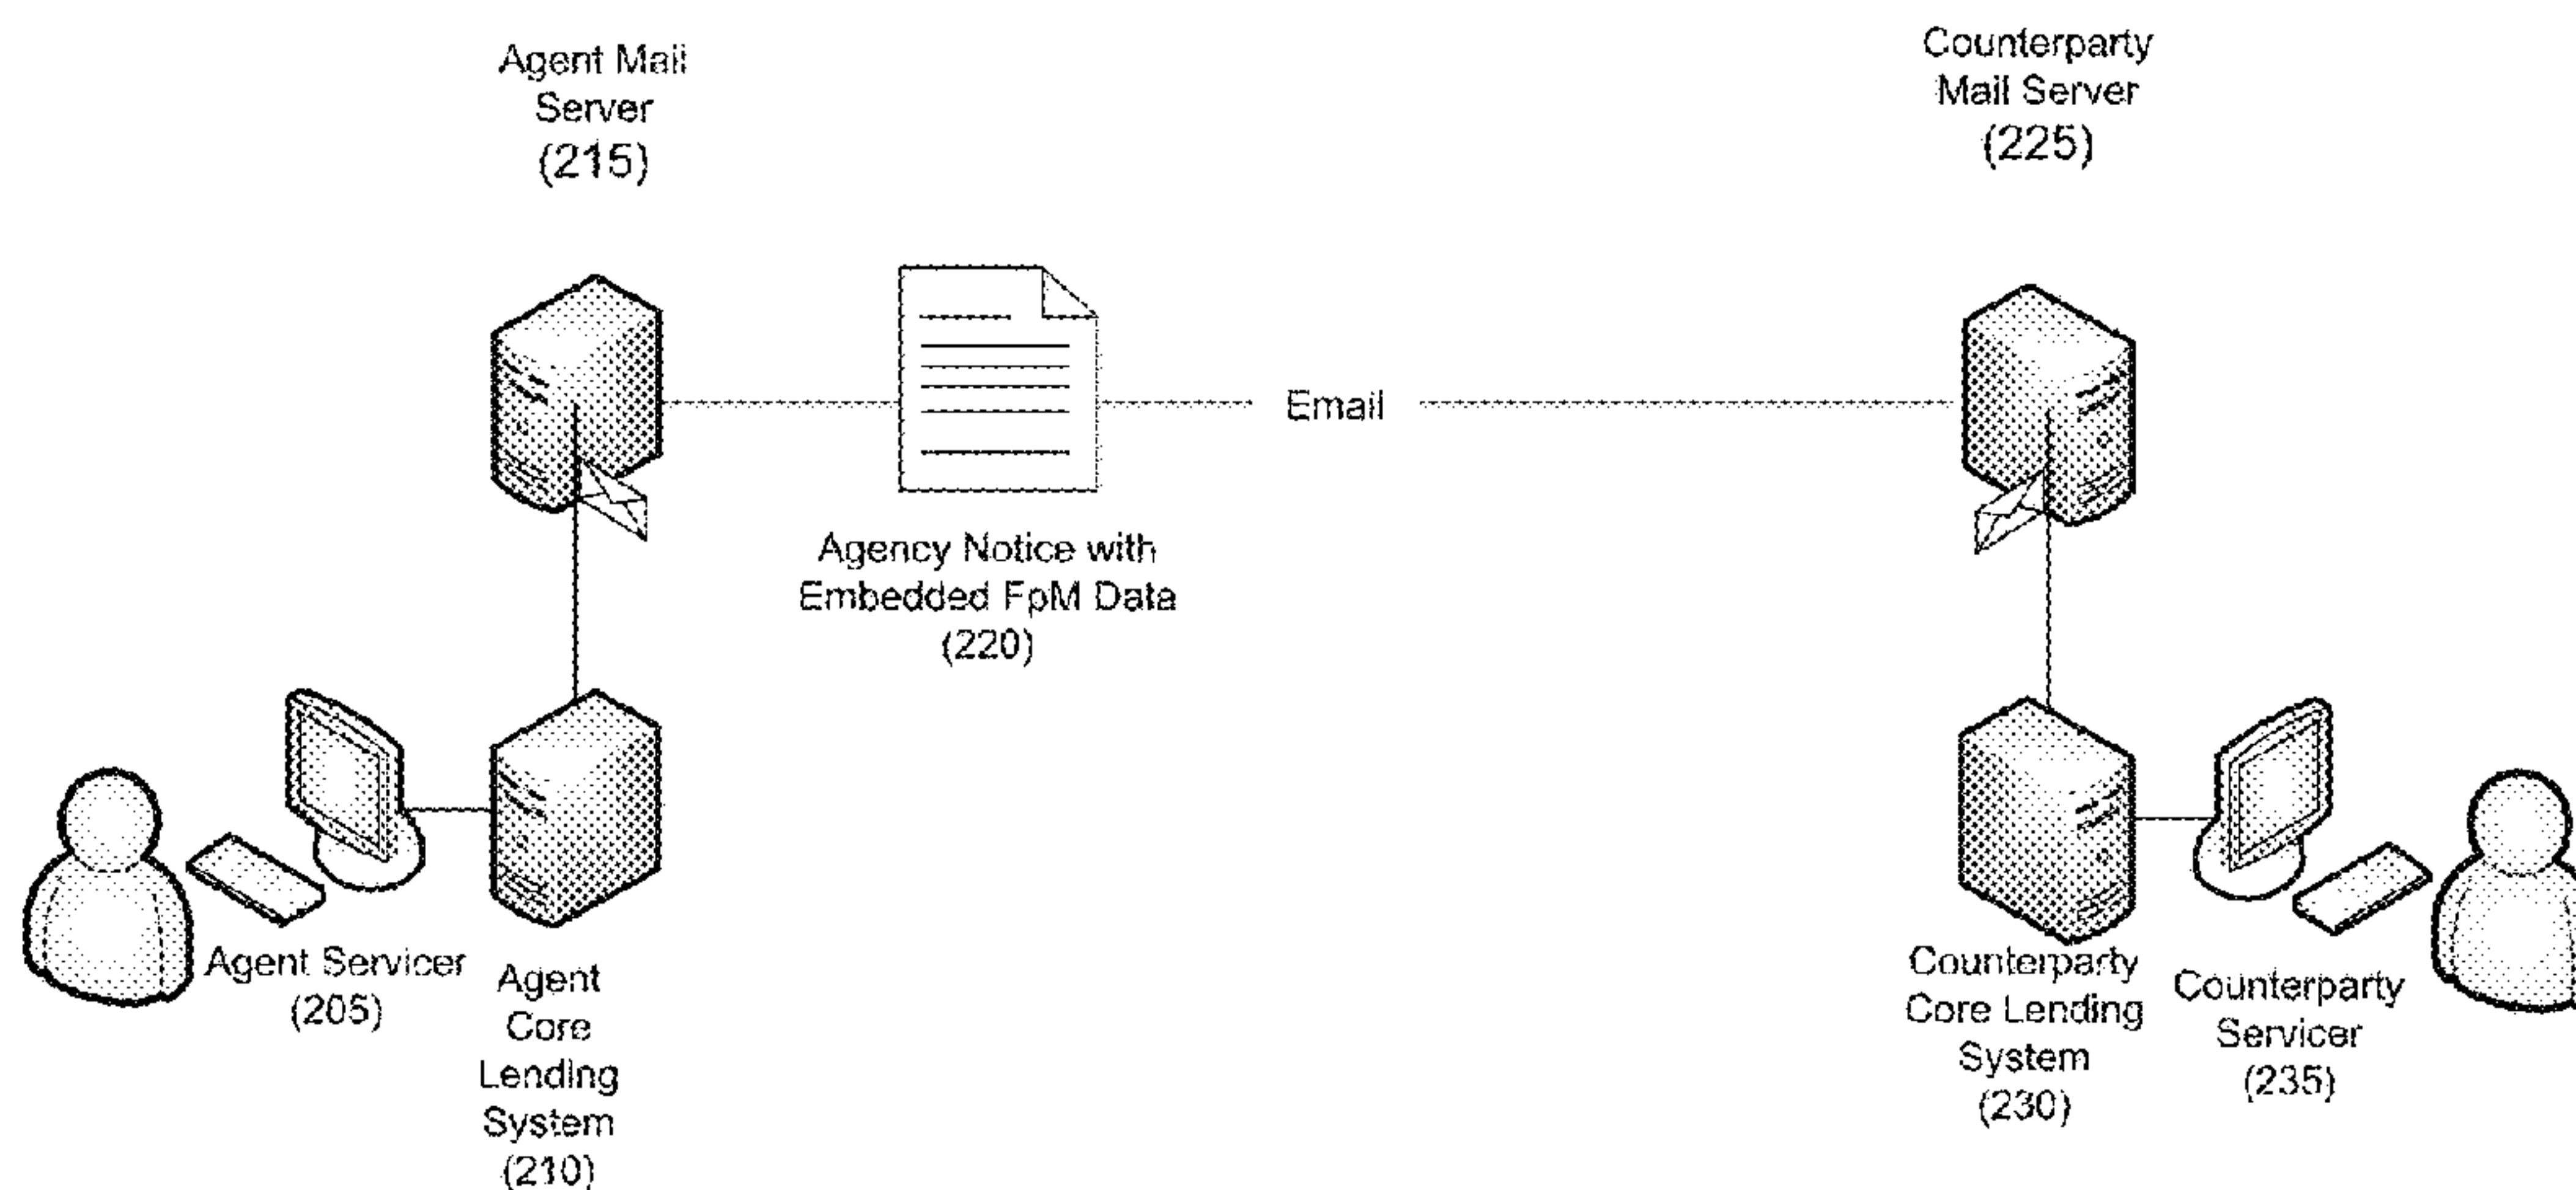 Agent Mail
Server
(215)
Counterparty
Mail Server
(225)
Email
Agency Notice with
Embedded FpM Data
(220)
Agent Servicer
(205)
Agent
Core
Lending
System
(210)
Counterparty
Core Lending
System
(230)
Counterparty
Servicer
(235)